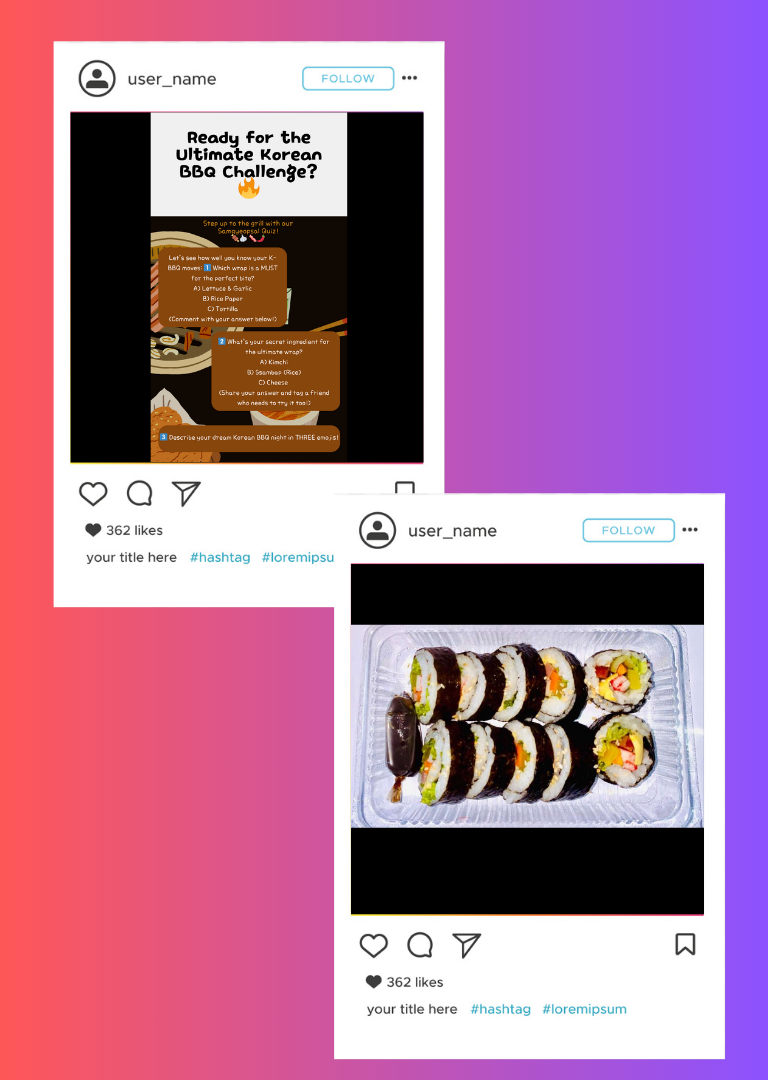 user_name
FOLLOW
Ready for the
Ultimate Korean
BBQ Challenge?
🔥
Step up to the grill with our
Samgyeopsal Quiz!
Let's see how well you know your K-
BBQ moves: 1️⃣ Which wrap is a MUST
for the perfect bite?
A) Lettuce & Garlic
B) Rice Paper
C) Tortilla
(Comment with your answer below!)
2️⃣ What's your secret ingredient for
the ultimate wrap?
A) Kimchi
B) Ssambap (Rice)
C) Cheese
(Share your answer and tag a friend
who needs to try it too!)
3️⃣ Describe your dream Korean BBQ night in THREE emojis!
362 likes
your title here #hashtag #loremipsu
user_name
FOLLOW
362 likes
your title here #hashtag #loremipsum